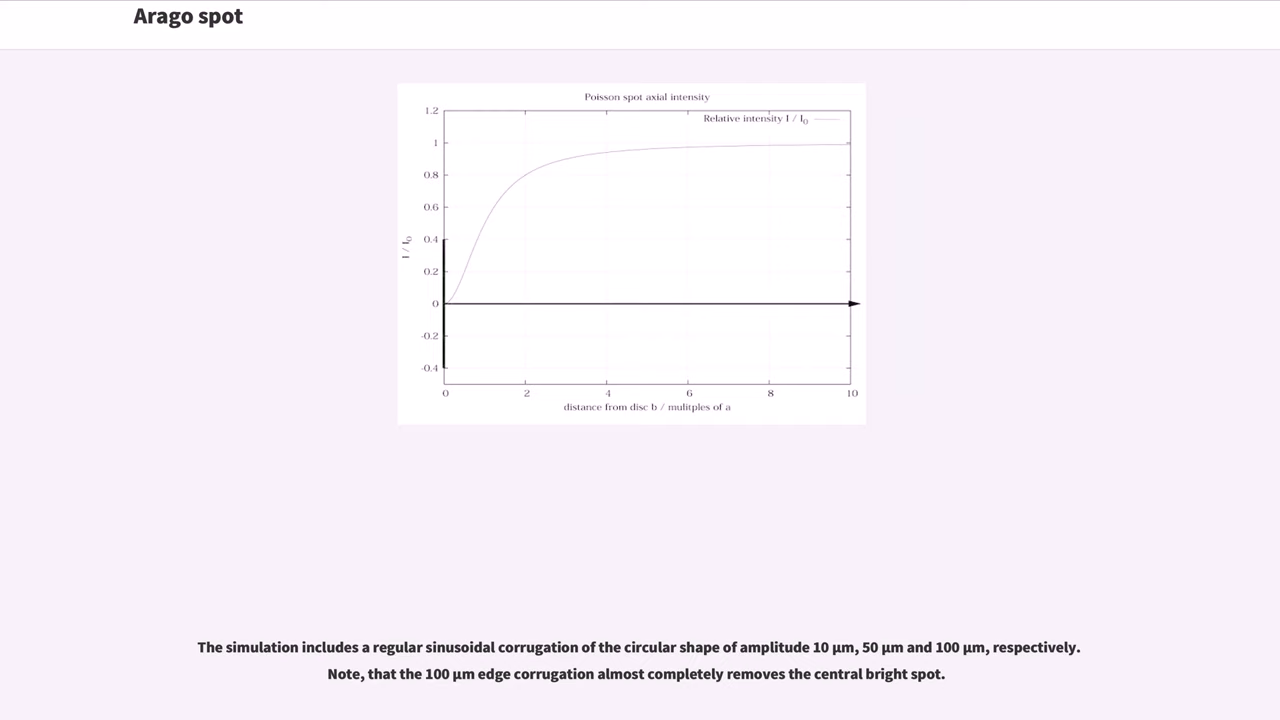 Arago spot
Poisson spot axial intensity
Relative intensity I / I₀
1.2
1
0.8
0.6
0.4
0.2
0
-0.2
-0.4
I / I₀
0 2 4 6 8 10
distance from disc b / mulitples of a
The simulation includes a regular sinusoidal corrugation of the circular shape of amplitude 10 μm, 50 μm and 100 μm, respectively.
Note, that the 100 μm edge corrugation almost completely removes the central bright spot.